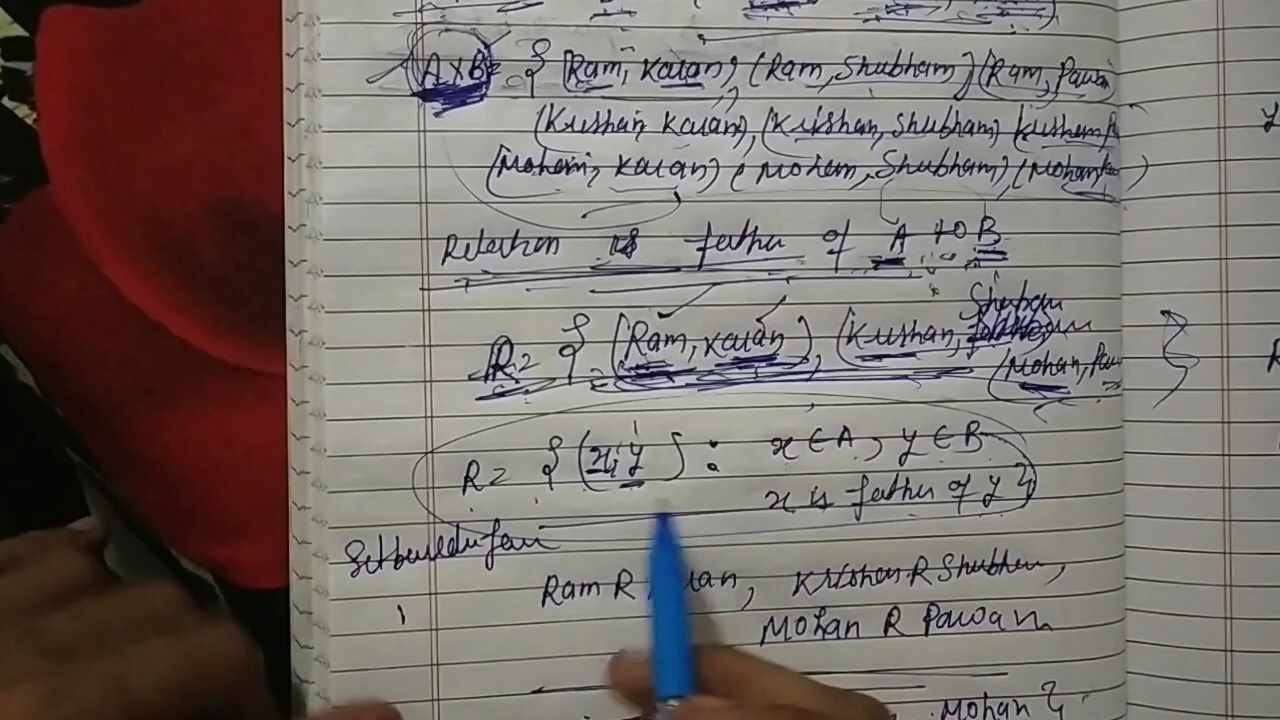 A x B = { (Ram, Karan), (Ram, Shubham) (Ram, Pawan
(Krishan Karan), (Krishan, Shubham) Krishan P
(Mohan, Karan) ( Mohan, Shubham), (Mohan, )
Relation is father of A to B
Shubam
R = { (Ram, Karan), (Krishan,
(Mohan, Paw }
R = { (x, y) : x ∈ A, y ∈ B
x is father of y }
Set builder form
Ram R Karan, Krishan R Shubham,
Mohan R Pawan
Mohan }